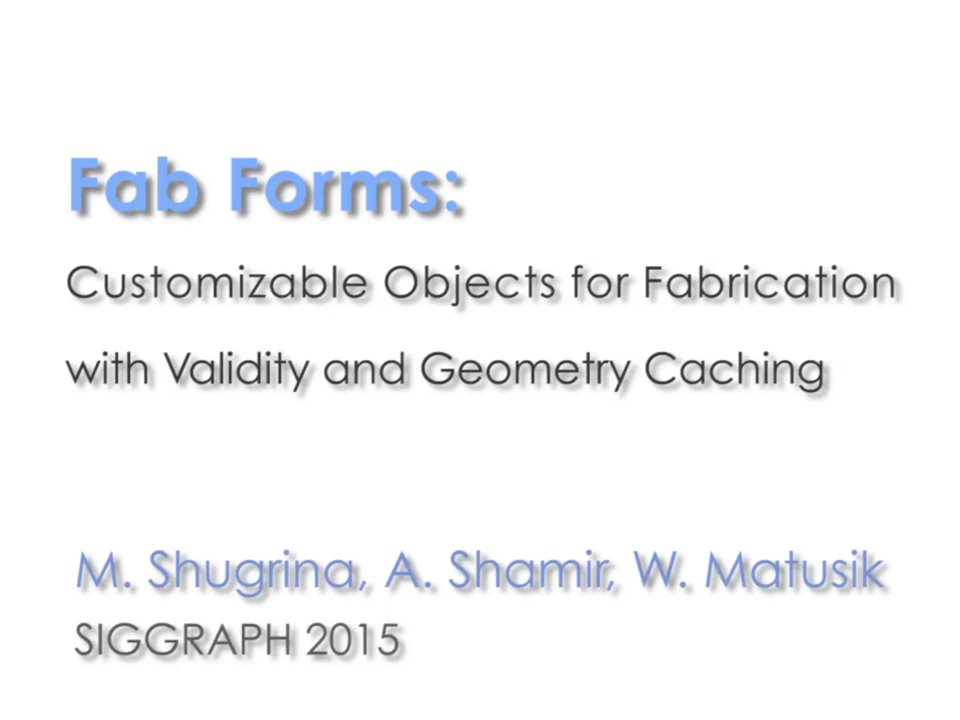 Fab Forms:
Customizable Objects for Fabrication
with Validity and Geometry Caching
M. Shugrina, A. Shamir, W. Matusik
SIGGRAPH 2015